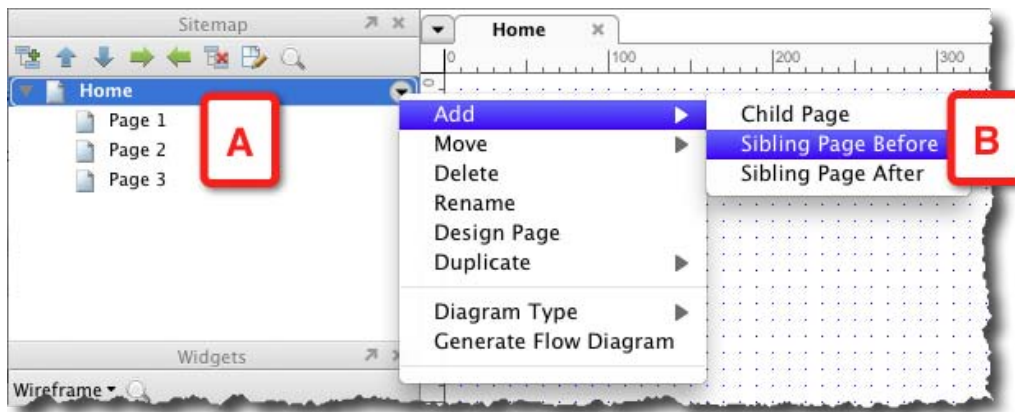 Sitemap
Home
0 100 200 300
0
Home
Page 1
Page 2
Page 3
A
Add
Move
Delete
Rename
Design Page
Duplicate
Diagram Type
Generate Flow Diagram
Child Page
Sibling Page Before
Sibling Page After
B
Widgets
Wireframe